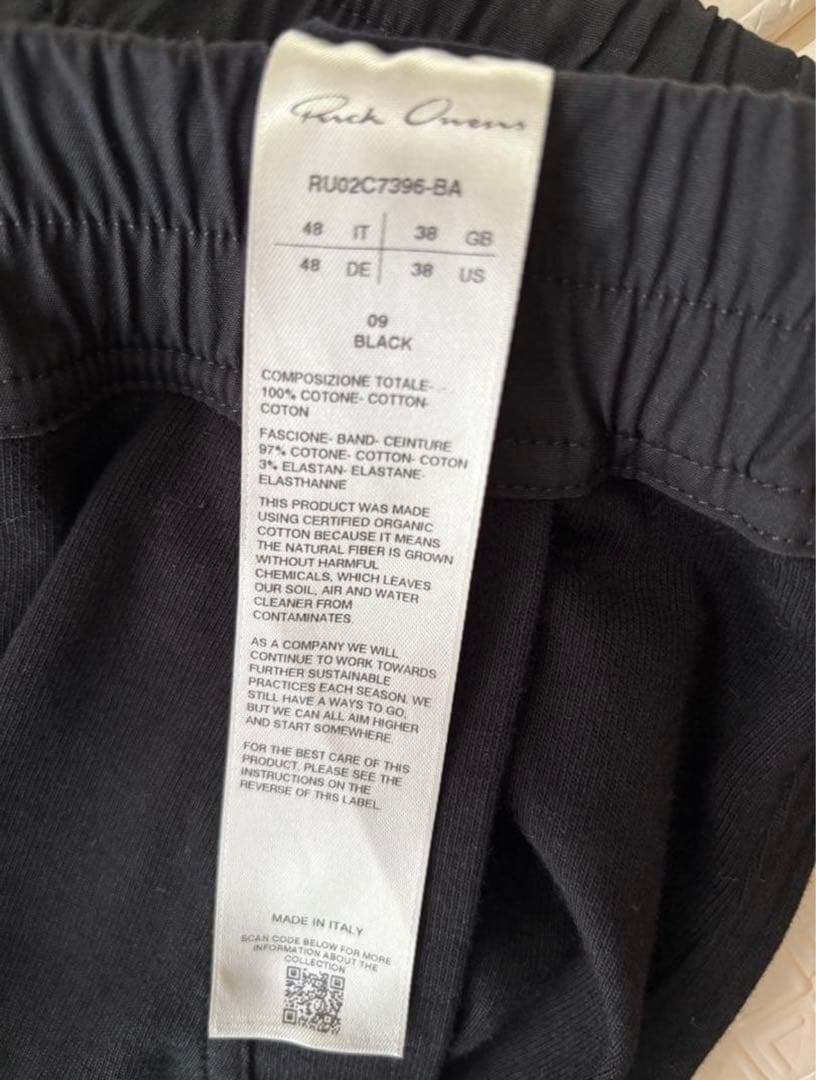 Rick Owens
RU02C7396-BA
48 IT 38 GB
48 DE 38 US
09
BLACK
COMPOSIZIONE TOTALE-
100% COTONE- COTTON-
COTON
FASCIONE- BAND- CEINTURE
97% COTONE- COTTON- COTON
3% ELASTAN- ELASTANE-
ELASTHANNE
THIS PRODUCT WAS MADE
USING CERTIFIED ORGANIC
COTTON BECAUSE IT MEANS
THE NATURAL FIBER IS GROWN
WITHOUT HARMFUL
CHEMICALS, WHICH LEAVES
OUR SOIL, AIR AND WATER
CLEANER FROM
CONTAMINATES.
AS A COMPANY WE WILL
CONTINUE TO WORK TOWARDS
FURTHER SUSTAINABLE
PRACTICES EACH SEASON. WE
STILL HAVE A WAYS TO GO,
BUT WE CAN ALL AIM HIGHER
AND START SOMEWHERE.
FOR THE BEST CARE OF THIS
PRODUCT, PLEASE SEE THE
INSTRUCTIONS ON THE
REVERSE OF THIS LABEL.
MADE IN ITALY
SCAN CODE BELOW FOR MORE
INFORMATION ABOUT THE
COLLECTION